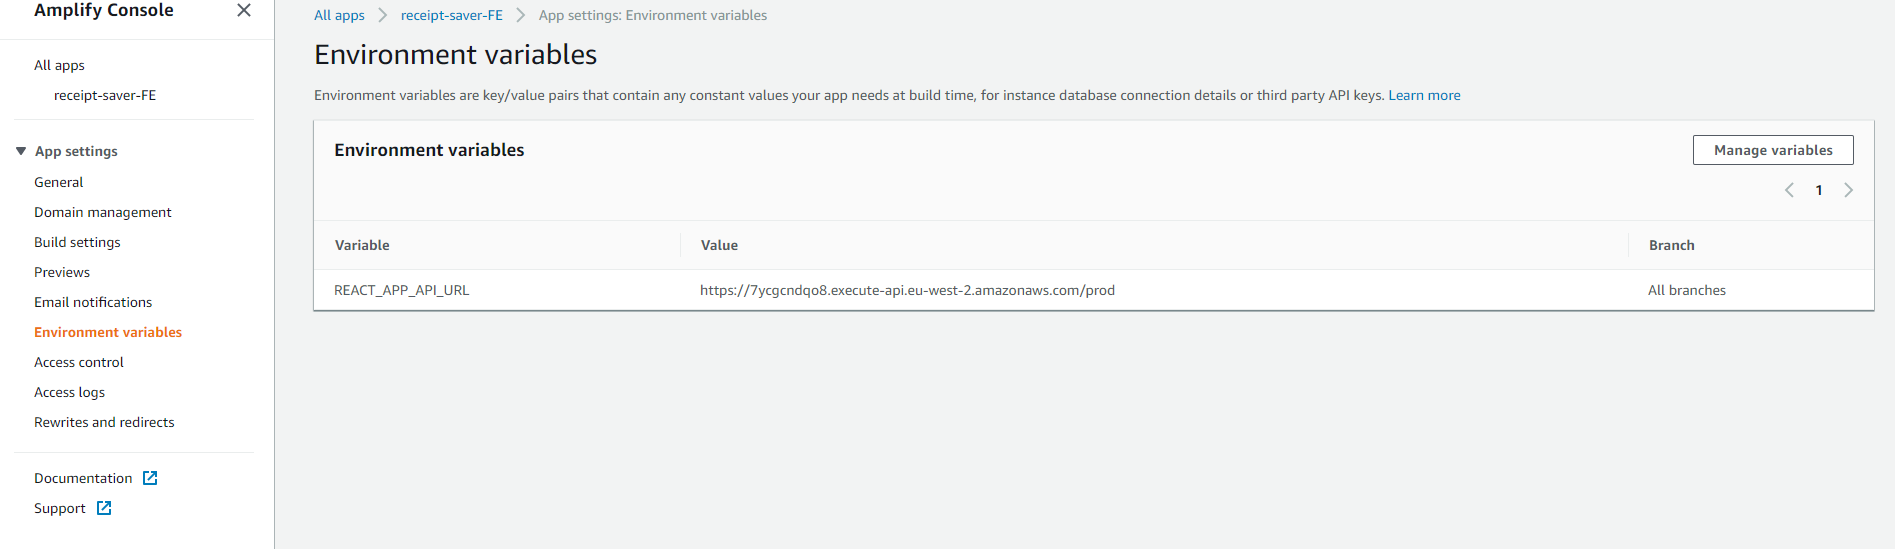 Amplify Console
All apps
receipt-saver-FE
App settings
General
Domain management
Build settings
Previews
Email notifications
Environment variables
Access control
Access logs
Rewrites and redirects
Documentation
Support
All apps receipt-saver-FE App settings: Environment variables
Environment variables
Environment variables are key/value pairs that contain any constant values your app needs at build time, for instance database connection details or third party API keys. Learn more
Environment variables Manage variables
1
Variable Value Branch
REACT_APP_API_URL https://7ycgcndqo8.execute-api.eu-west-2.amazonaws.com/prod All branches